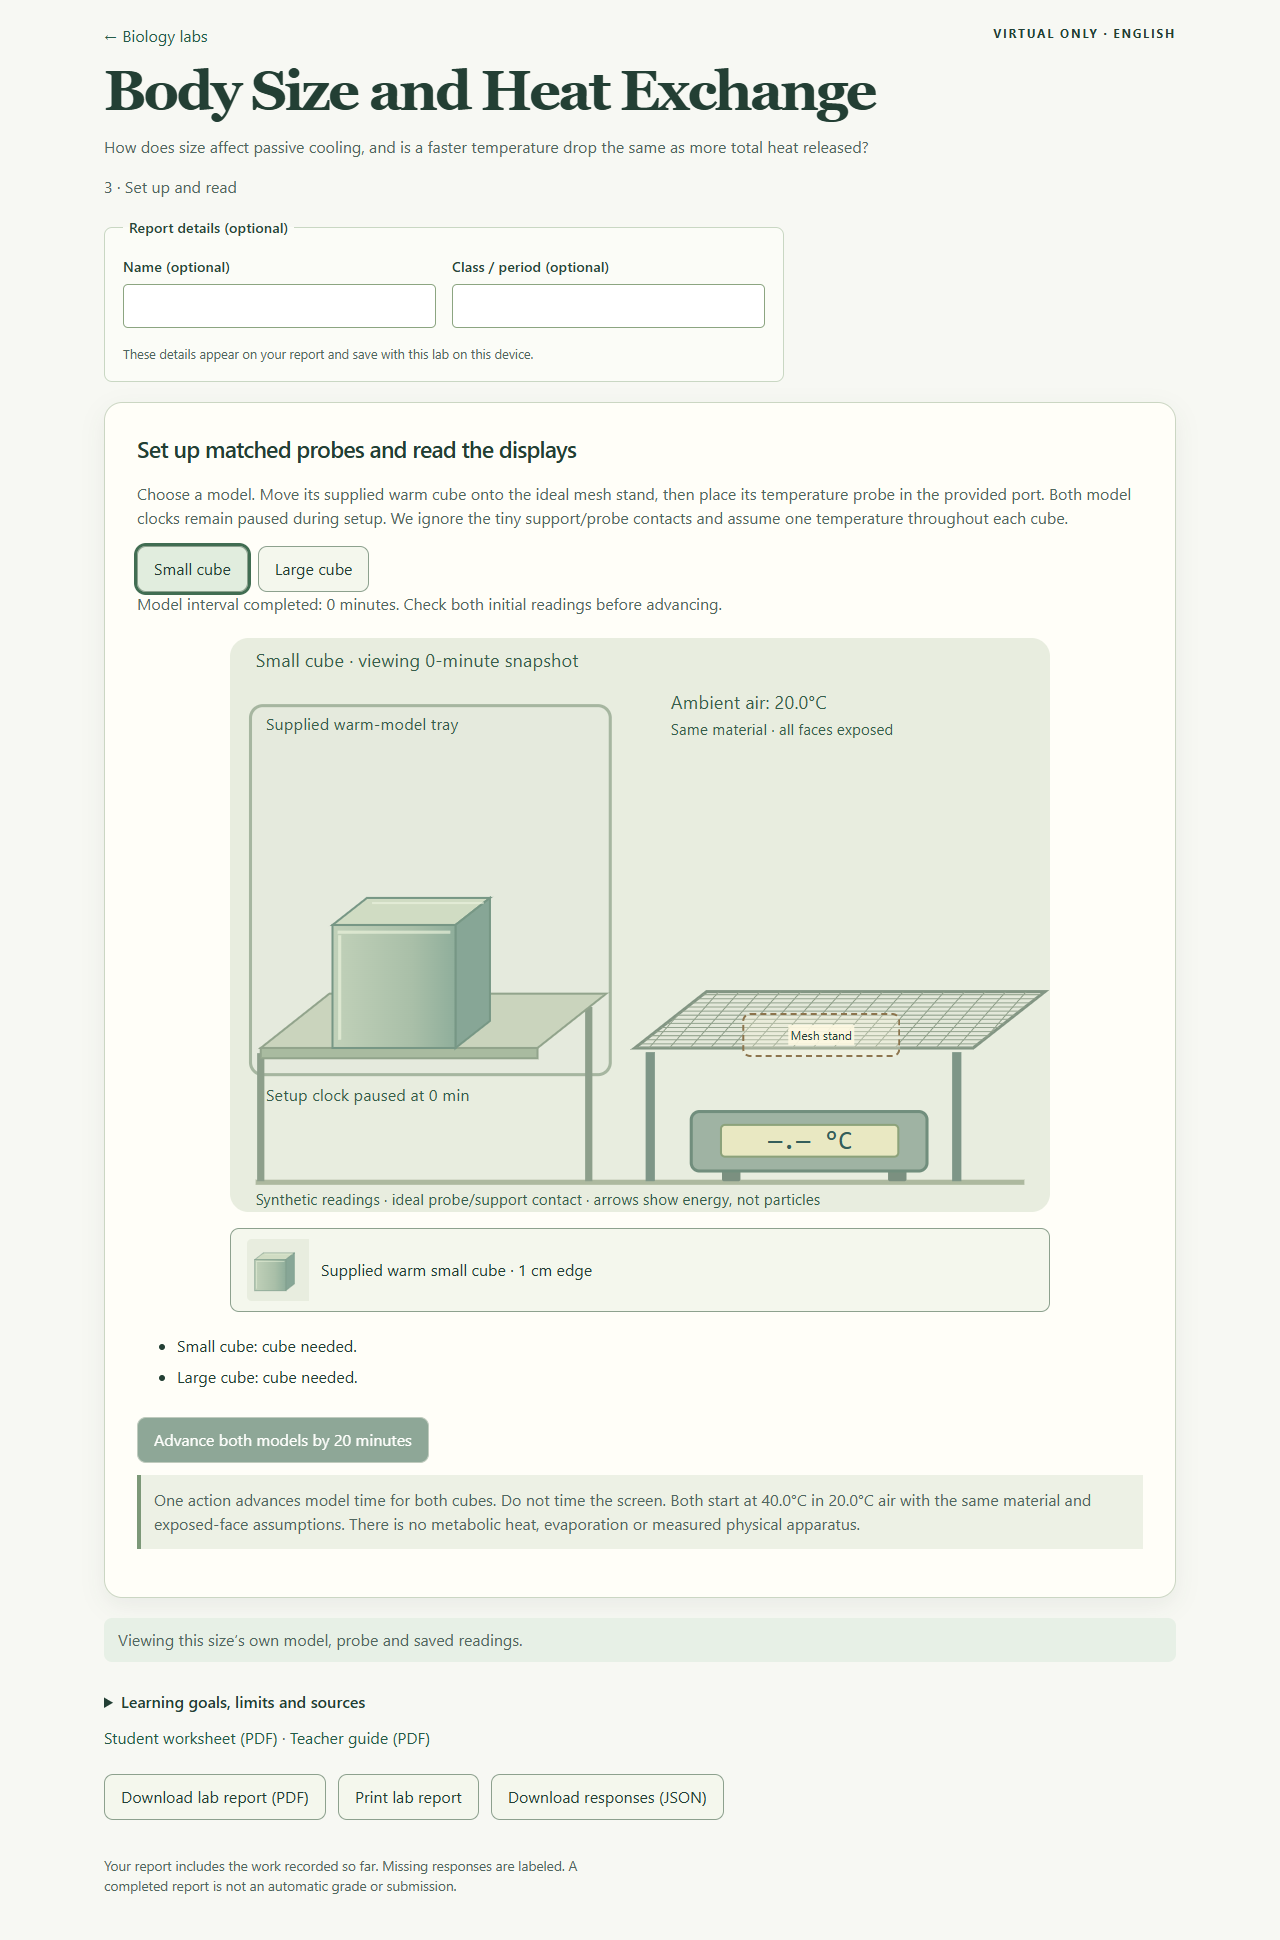 ← Biology labs
VIRTUAL ONLY · ENGLISH
Body Size and Heat Exchange
How does size affect passive cooling, and is a faster temperature drop the same as more total heat released?
3 · Set up and read
Report details (optional)
Name (optional)
Class / period (optional)
These details appear on your report and save with this lab on this device.
Set up matched probes and read the displays
Choose a model. Move its supplied warm cube onto the ideal mesh stand, then place its temperature probe in the provided port. Both model
clocks remain paused during setup. We ignore the tiny support/probe contacts and assume one temperature throughout each cube.
Small cube
Large cube
Model interval completed: 0 minutes. Check both initial readings before advancing.
Small cube · viewing 0-minute snapshot
Ambient air: 20.0°C
Supplied warm-model tray
Same material · all faces exposed
Mesh stand
Setup clock paused at 0 min
—.— °C
Synthetic readings · ideal probe/support contact · arrows show energy, not particles
Supplied warm small cube · 1 cm edge
• Small cube: cube needed.
• Large cube: cube needed.
Advance both models by 20 minutes
One action advances model time for both cubes. Do not time the screen. Both start at 40.0°C in 20.0°C air with the same material and
exposed-face assumptions. There is no metabolic heat, evaporation or measured physical apparatus.
Viewing this size's own model, probe and saved readings.
▶ Learning goals, limits and sources
Student worksheet (PDF) · Teacher guide (PDF)
Download lab report (PDF)
Print lab report
Download responses (JSON)
Your report includes the work recorded so far. Missing responses are labeled. A
completed report is not an automatic grade or submission.